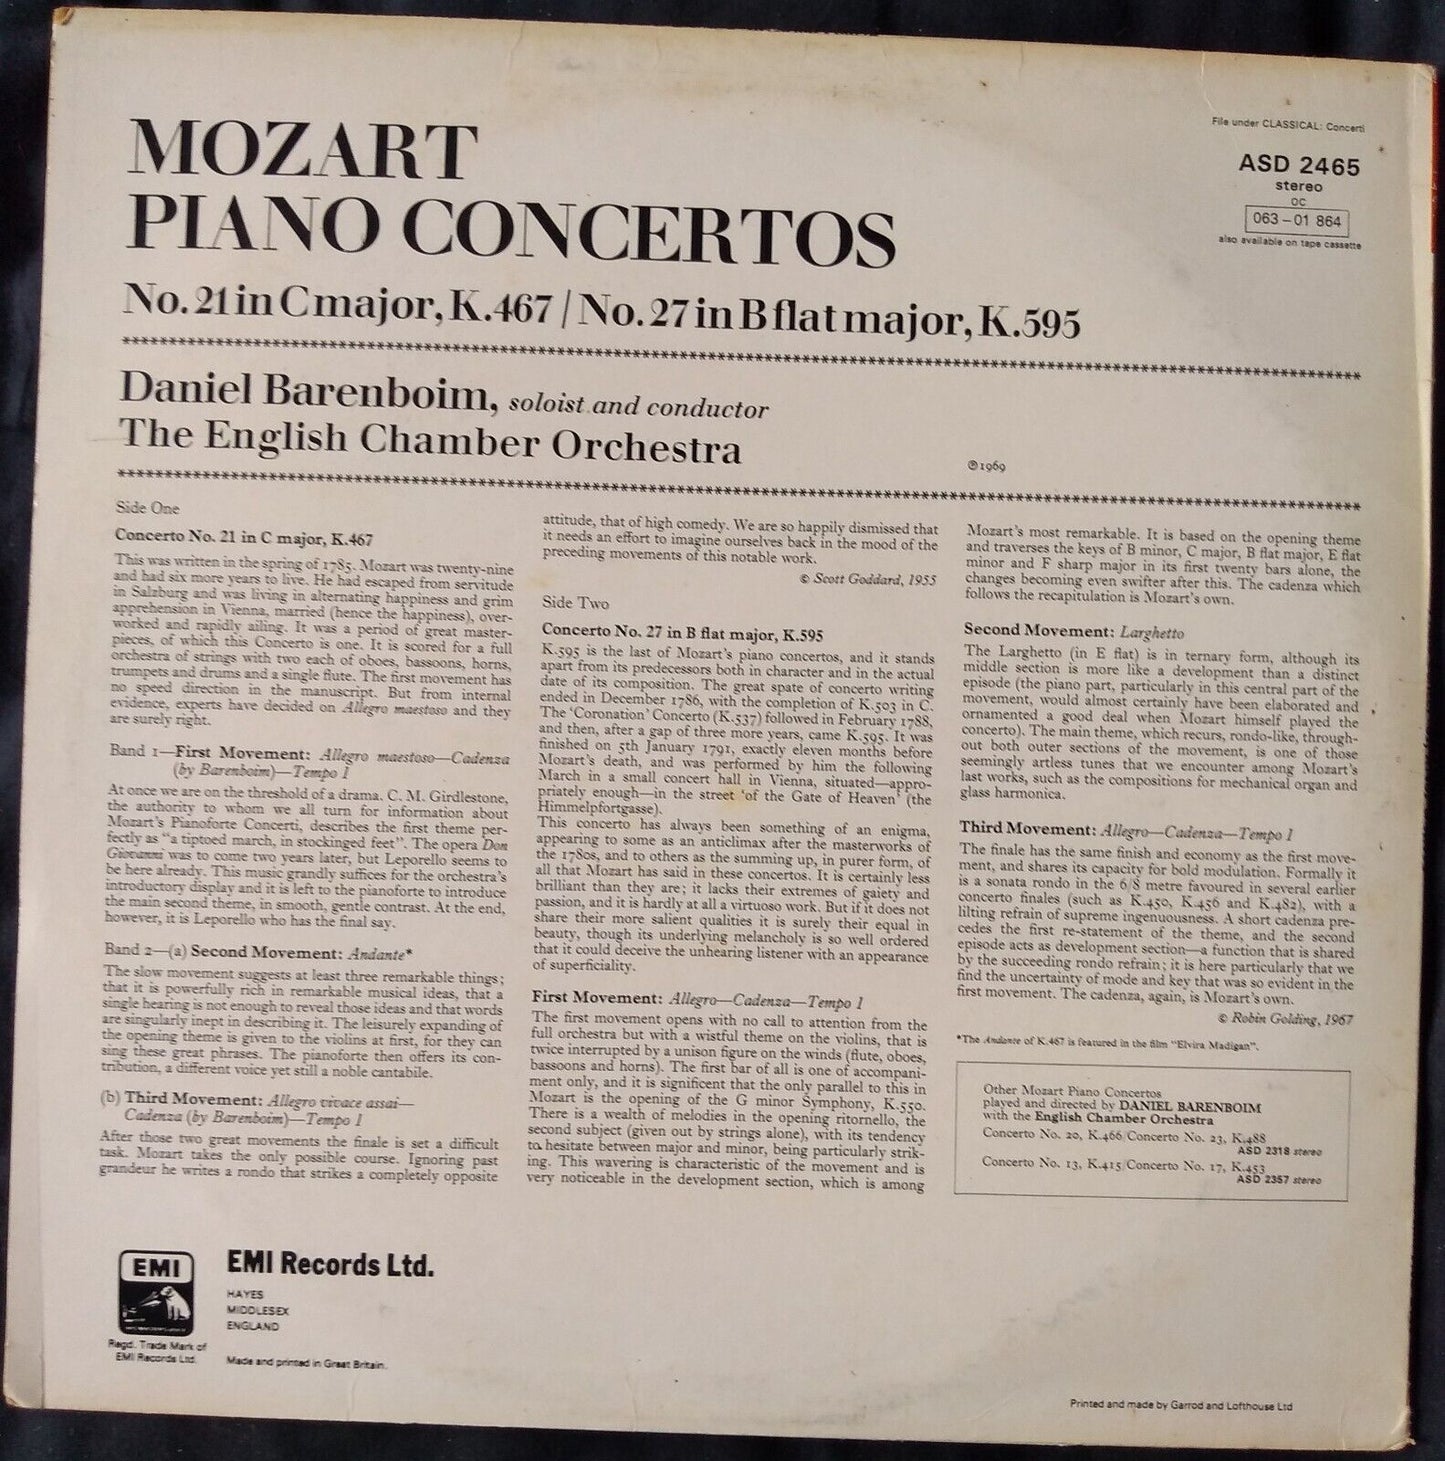 File under CLASSICAL: Concerti
ASD 2465
stereo
OC
063-01 864
also available on tape cassette
MOZART
PIANO CONCERTOS
No. 21 in C major, K.467 / No. 27 in B flat major, K.595
************************************************************
Daniel Barenboim, soloist and conductor
The English Chamber Orchestra
℗1969
************************************************************
Side One
Concerto No. 21 in C major, K.467
This was written in the spring of 1785. Mozart was twenty-nine
and had six more years to live. He had escaped from servitude
in Salzburg and was living in alternating happiness and grim
apprehension in Vienna, married (hence the happiness), over-
worked and rapidly ailing. It was a period of great master-
pieces, of which this Concerto is one. It is scored for a full
orchestra of strings with two each of oboes, bassoons, horns,
trumpets and drums and a single flute. The first movement has
no speed direction in the manuscript. But from internal
evidence, experts have decided on Allegro maestoso and they
are surely right.
Band 1—First Movement: Allegro maestoso—Cadenza
(by Barenboim)—Tempo I
At once we are on the threshold of a drama. C. M. Girdlestone,
the authority to whom we all turn for information about
Mozart's Pianoforte Concerti, describes the first theme per-
fectly as "a tiptoed march, in stockinged feet". The opera Don
Giovanni was to come two years later, but Leporello seems to
be here already. This music grandly suffices for the orchestra's
introductory display and it is left to the pianoforte to introduce
the main second theme, in smooth, gentle contrast. At the end,
however, it is Leporello who has the final say.
Band 2—(a) Second Movement: Andante*
The slow movement suggests at least three remarkable things;
that it is powerfully rich in remarkable musical ideas, that a
single hearing is not enough to reveal those ideas and that words
are singularly inept in describing it. The leisurely expanding of
the opening theme is given to the violins at first, for they can
sing these great phrases. The pianoforte then offers its con-
tribution, a different voice yet still a noble cantabile.
(b) Third Movement: Allegro vivace assai—
Cadenza (by Barenboim)—Tempo I
After those two great movements the finale is set a difficult
task. Mozart takes the only possible course. Ignoring past
grandeur he writes a rondo that strikes a completely opposite
attitude, that of high comedy. We are so happily dismissed that
it needs an effort to imagine ourselves back in the mood of the
preceding movements of this notable work.
© Scott Goddard, 1955
Side Two
Concerto No. 27 in B flat major, K.595
K.595 is the last of Mozart's piano concertos, and it stands
apart from its predecessors both in character and in the actual
date of its composition. The great spate of concerto writing
ended in December 1786, with the completion of K.503 in C.
The 'Coronation' Concerto (K.537) followed in February 1788,
and then, after a gap of three more years, came K.595. It was
finished on 5th January 1791, exactly eleven months before
Mozart's death, and was performed by him the following
March in a small concert hall in Vienna, situated—appro-
priately enough—in the street 'of the Gate of Heaven' (the
Himmelpfortgasse).
This concerto has always been something of an enigma,
appearing to some as an anticlimax after the masterworks of
the 1780s, and to others as the summing up, in purer form, of
all that Mozart has said in these concertos. It is certainly less
brilliant than they are; it lacks their extremes of gaiety and
passion, and it is hardly at all a virtuoso work. But if it does not
share their more salient qualities it is surely their equal in
beauty, though its underlying melancholy is so well ordered
that it could deceive the unhearing listener with an appearance
of superficiality.
First Movement: Allegro—Cadenza—Tempo I
The first movement opens with no call to attention from the
full orchestra but with a wistful theme on the violins, that is
twice interrupted by a unison figure on the winds (flute, oboes,
bassoons and horns). The first bar of all is one of accompani-
ment only, and it is significent that the only parallel to this in
Mozart is the opening of the G minor Symphony, K.550.
There is a wealth of melodies in the opening ritornello, the
second subject (given out by strings alone), with its tendency
to hesitate between major and minor, being particularly strik-
ing. This wavering is characteristic of the movement and is
very noticeable in the development section, which is among
Mozart's most remarkable. It is based on the opening theme
and traverses the keys of B minor, C major, B flat major, E flat
minor and F sharp major in its first twenty bars alone, the
changes becoming even swifter after this. The cadenza which
follows the recapitulation is Mozart's own.
Second Movement: Larghetto
The Larghetto (in E flat) is in ternary form, although its
middle section is more like a development than a distinct
episode (the piano part, particularly in this central part of the
movement, would almost certainly have been elaborated and
ornamented a good deal when Mozart himself played the
concerto). The main theme, which recurs, rondo-like, through-
out both outer sections of the movement, is one of those
seemingly artless tunes that we encounter among Mozart's
last works, such as the compositions for mechanical organ and
glass harmonica.
Third Movement: Allegro—Cadenza—Tempo I
The finale has the same finish and economy as the first move-
ment, and shares its capacity for bold modulation. Formally it
is a sonata rondo in the 6/8 metre favoured in several earlier
concerto finales (such as K.450, K.456 and K.482), with a
lilting refrain of supreme ingenuousness. A short cadenza pre-
cedes the first re-statement of the theme, and the second
episode acts as development section—a function that is shared
by the succeeding rondo refrain; it is here particularly that we
find the uncertainty of mode and key that was so evident in the
first movement. The cadenza, again, is Mozart's own.
© Robin Golding, 1967
*The Andante of K.467 is featured in the film "Elvira Madigan".
Other Mozart Piano Concertos
played and directed by DANIEL BARENBOIM
with the English Chamber Orchestra
Concerto No. 20, K.466/Concerto No. 23, K.488
ASD 2318 stereo
Concerto No. 13, K.415/Concerto No. 17, K.453
ASD 2357 stereo
EMI
Regd. Trade Mark of
EMI Records Ltd.
EMI Records Ltd.
HAYES
MIDDLESEX
ENGLAND
Made and printed in Great Britain.
Printed and made by Garrod and Lofthouse Ltd